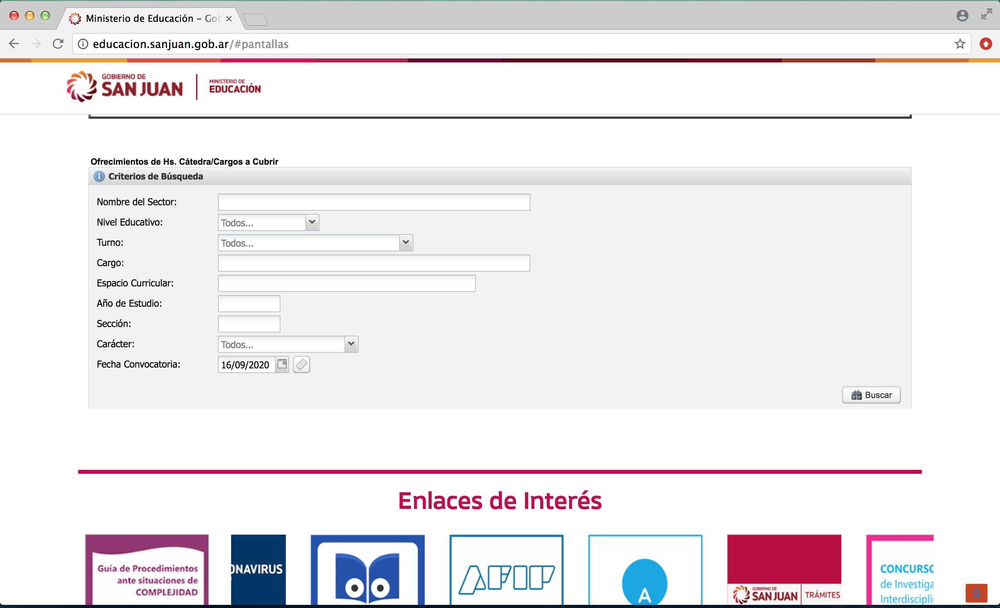 Ministerio de Educación – Gob
educacion.sanjuan.gob.ar/#pantallas
GOBIERNO DE
SAN JUAN
MINISTERIO DE
EDUCACIÓN
Ofrecimientos de Hs. Cátedra/Cargos a Cubrir
Criterios de Búsqueda
Nombre del Sector:
Nivel Educativo: Todos...
Turno: Todos...
Cargo:
Espacio Curricular:
Año de Estudio:
Sección:
Carácter: Todos...
Fecha Convocatoria: 16/09/2020
Buscar
Enlaces de Interés
Guía de Procedimientos
ante situaciones de
COMPLEJIDAD
ONAVIRUS
AFIP
A
GOBIERNO DE
SAN JUAN
TRÁMITES
CONCURSO
de Investiga
Interdiscipli